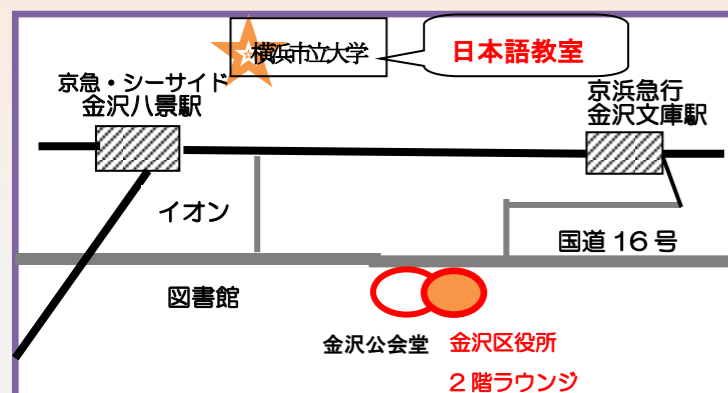 横浜市立大学
日本語教室
京急・シーサイド
金沢八景駅
京浜急行
金沢文庫駅
イオン
国道 16 号
図書館
金沢公会堂
金沢区役所
2 階ラウンジ